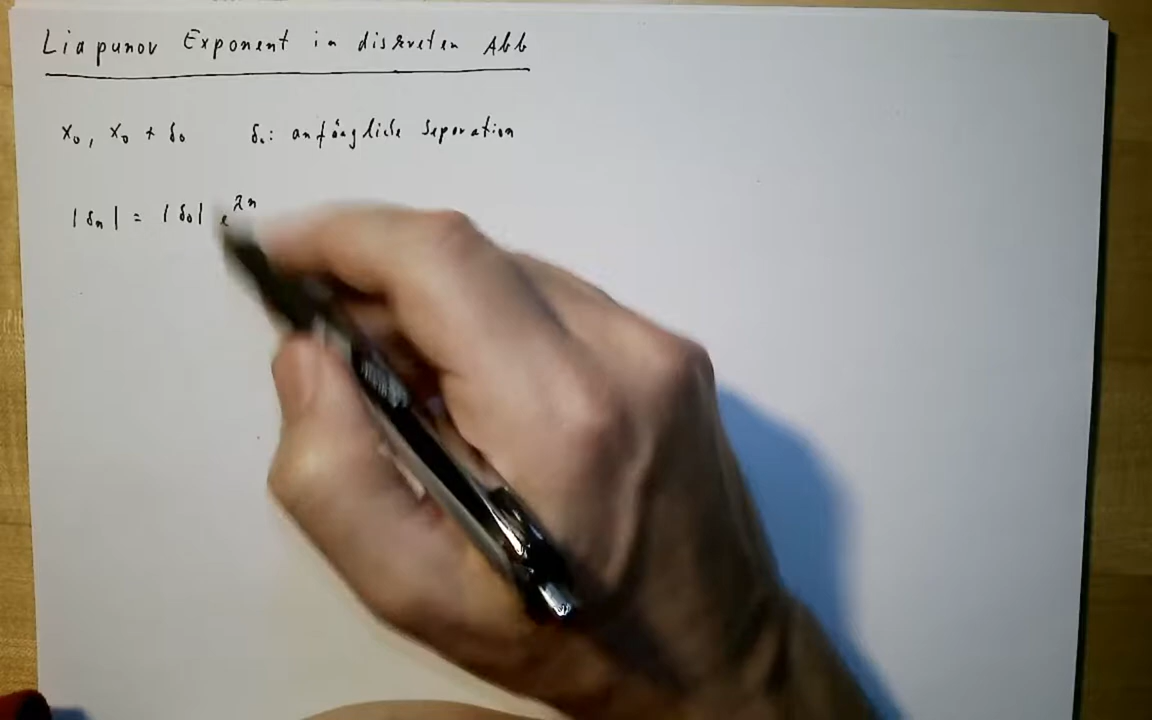 Liapunov Exponent in diskreten Abb
x₀, x₀ + δ₀ δ₀: anfängliche Separation
|δₙ| = |δ₀| e^λn